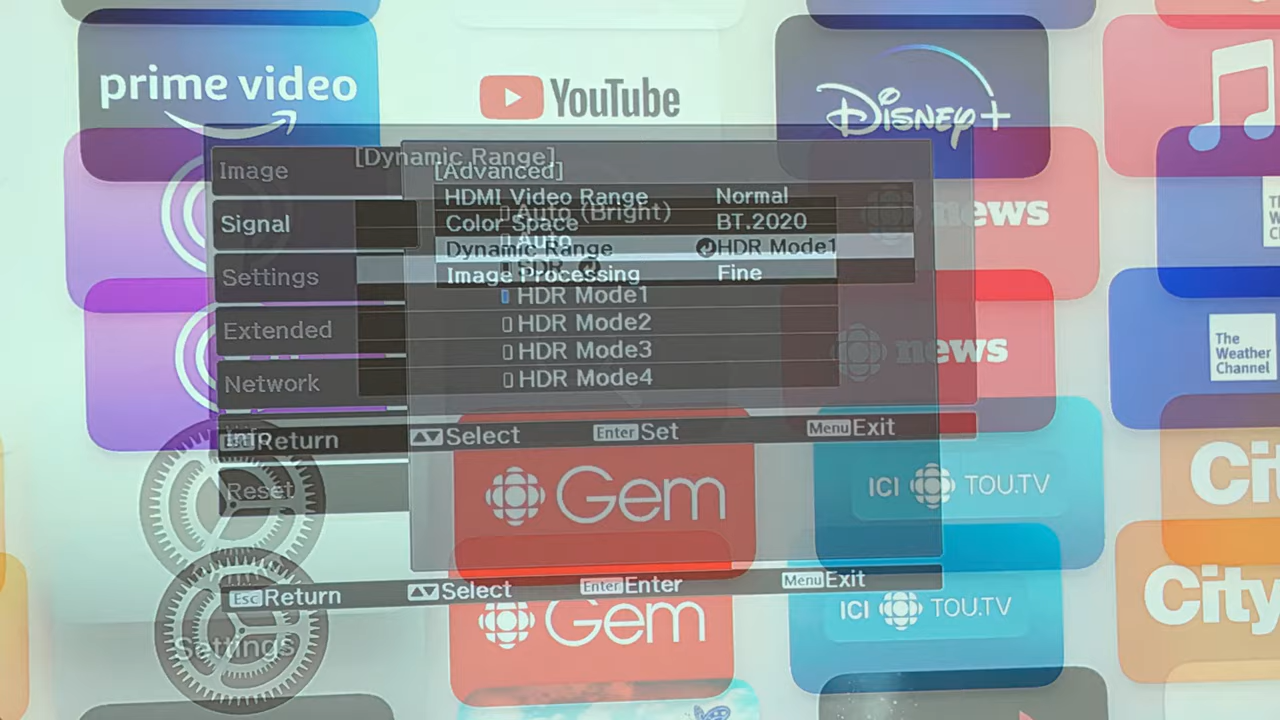 prime video
YouTube
Disney+
[Dynamic Range]
[Advanced]
Image
HDMI Video Range Normal
Auto (Bright)
Signal
Color Space BT.2020
Auto
Dynamic Range HDR Mode1
SDR
Settings
Image Processing Fine
HDR Mode1
Extended
HDR Mode2
HDR Mode3
Network
HDR Mode4
Info
Esc Return Select Enter Set Menu Exit
Reset
Esc Return Select Enter Enter Menu Exit
news
news
The
Weather
Channel
Gem
ICI TOU.TV
Gem
ICI TOU.TV
City
Settings